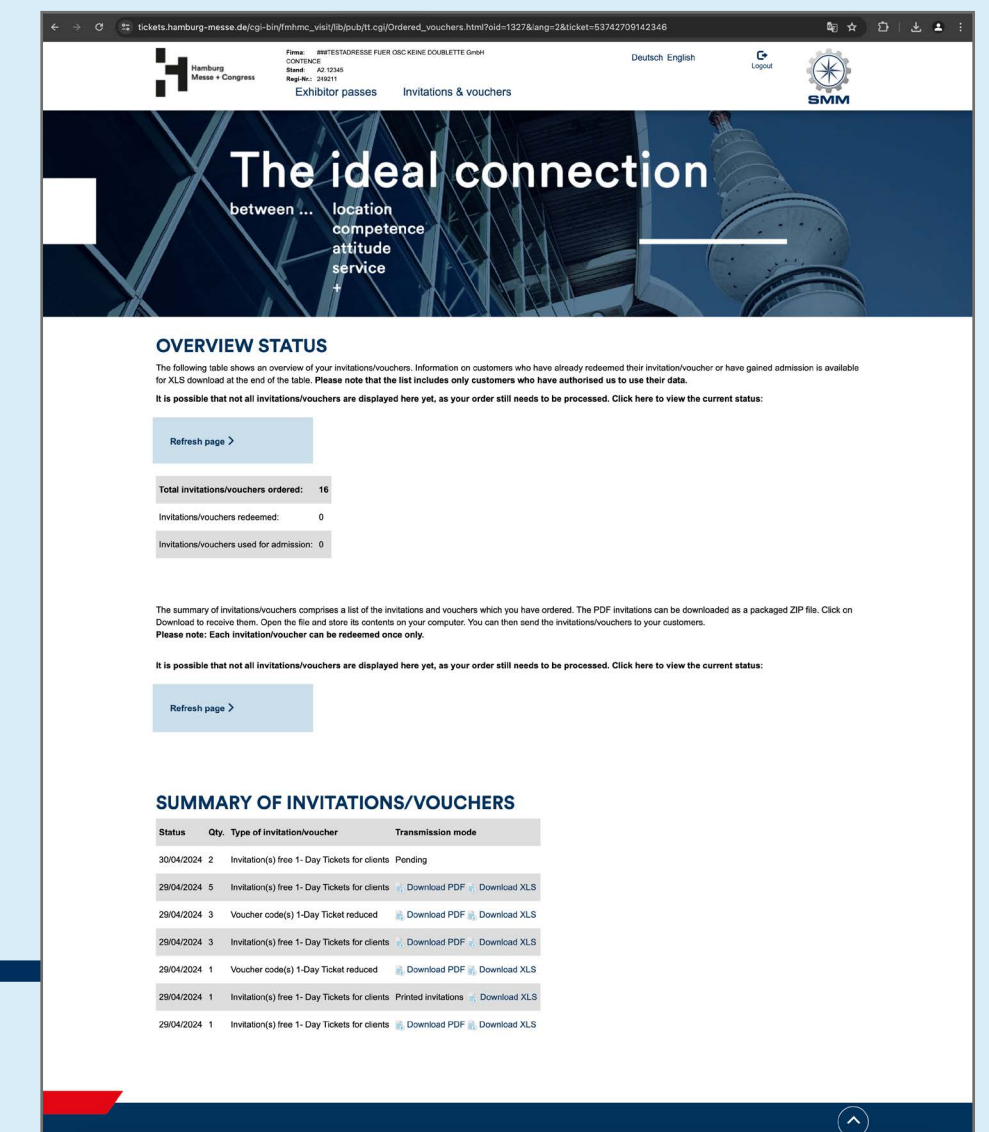 tickets.hamburg-messe.de/cgi-bin/fmhmc_visit/lib/pub/tt.cgi/Ordered_vouchers.html?oid=1327&lang=2&ticket=53742709142346
Hamburg
Messe + Congress
Firma: ###TESTADRESSE FUER OSC KEINE DOUBLETTE GmbH
CONTENCE
Stand: A2.12345
Regi-Nr.: 249211
Exhibitor passes Invitations & vouchers
Deutsch English
Logout
SMM
The ideal connection
between ... location
competence
attitude
service
+
OVERVIEW STATUS
The following table shows an overview of your invitations/vouchers. Information on customers who have already redeemed their invitation/voucher or have gained admission is available
for XLS download at the end of the table. Please note that the list includes only customers who have authorised us to use their data.
It is possible that not all invitations/vouchers are displayed here yet, as your order still needs to be processed. Click here to view the current status:
Refresh page
Total invitations/vouchers ordered: 16
Invitations/vouchers redeemed: 0
Invitations/vouchers used for admission: 0
The summary of invitations/vouchers comprises a list of the invitations and vouchers which you have ordered. The PDF invitations can be downloaded as a packaged ZIP file. Click on
Download to receive them. Open the file and store its contents on your computer. You can then send the invitations/vouchers to your customers.
Please note: Each invitation/voucher can be redeemed once only.
It is possible that not all invitations/vouchers are displayed here yet, as your order still needs to be processed. Click here to view the current status:
Refresh page
SUMMARY OF INVITATIONS/VOUCHERS
Status Qty. Type of invitation/voucher Transmission mode
30/04/2024 2 Invitation(s) free 1- Day Tickets for clients Pending
29/04/2024 5 Invitation(s) free 1- Day Tickets for clients Download PDF Download XLS
29/04/2024 3 Voucher code(s) 1-Day Ticket reduced Download PDF Download XLS
29/04/2024 3 Invitation(s) free 1- Day Tickets for clients Download PDF Download XLS
29/04/2024 1 Voucher code(s) 1-Day Ticket reduced Download PDF Download XLS
29/04/2024 1 Invitation(s) free 1- Day Tickets for clients Printed invitations Download XLS
29/04/2024 1 Invitation(s) free 1- Day Tickets for clients Download PDF Download XLS